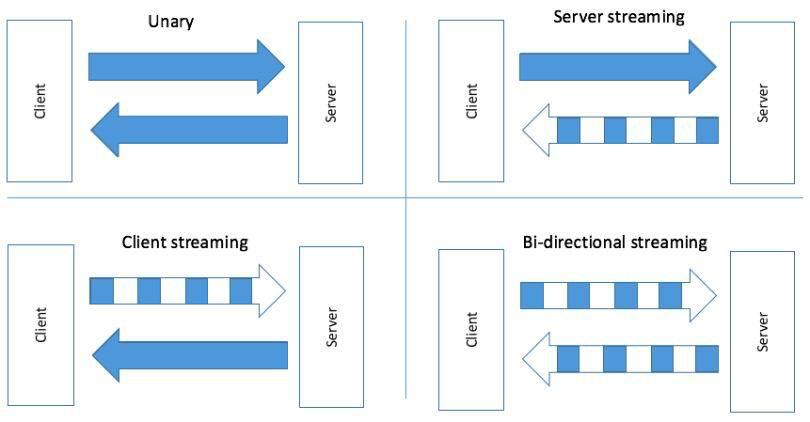 Unary
Client
Server
Server streaming
Client
Server
Client streaming
Client
Server
Bi-directional streaming
Client
Server